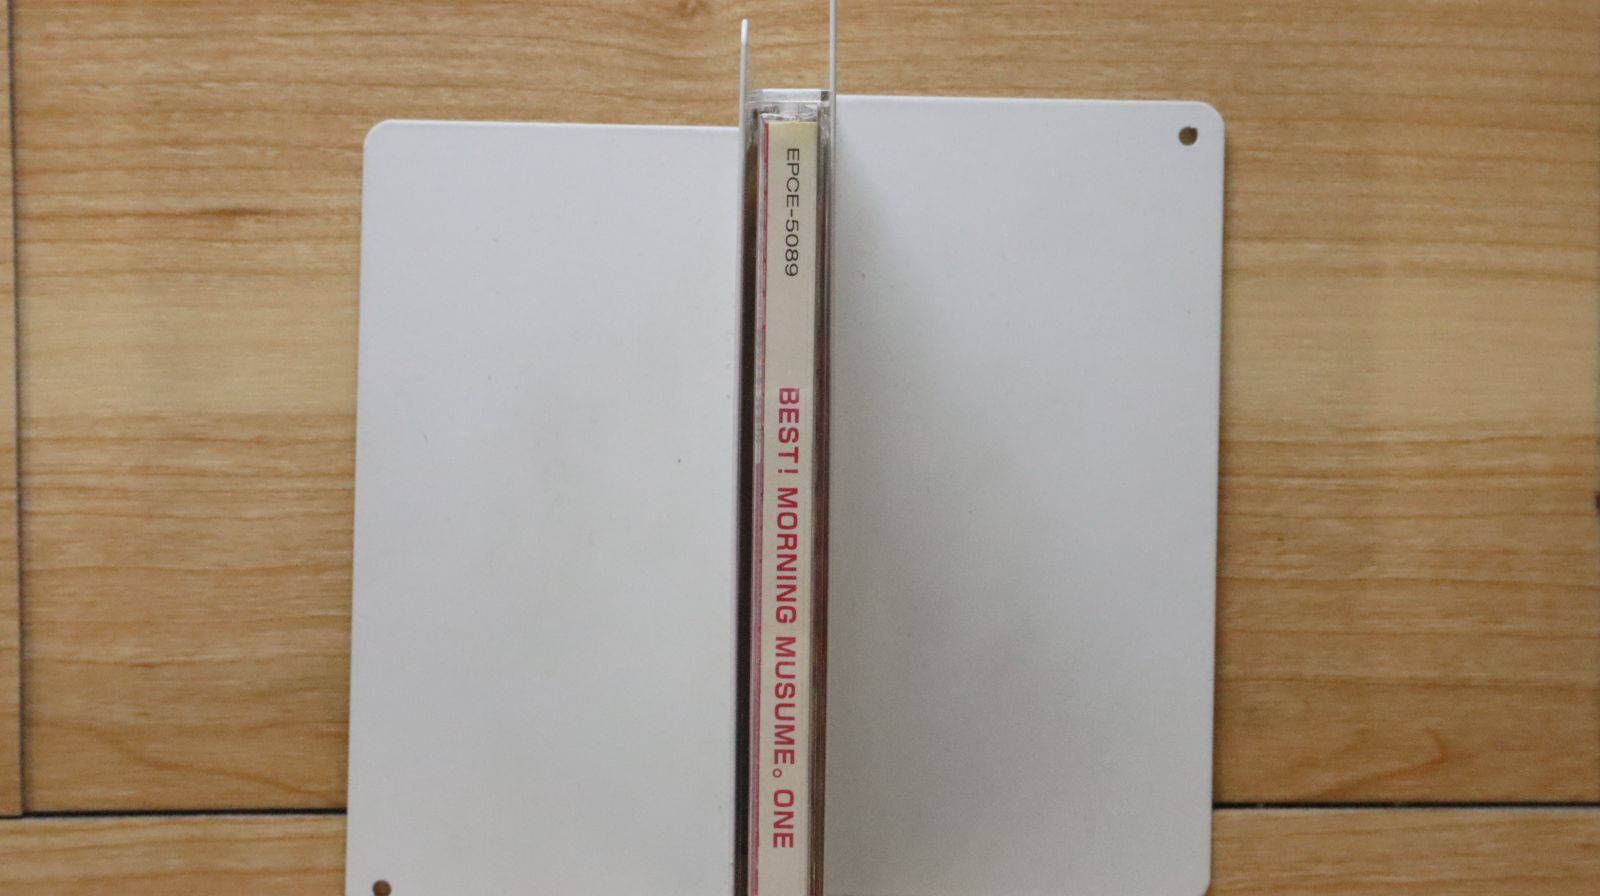 EPCE-5089
BEST! MORNING MUSUME。 ONE